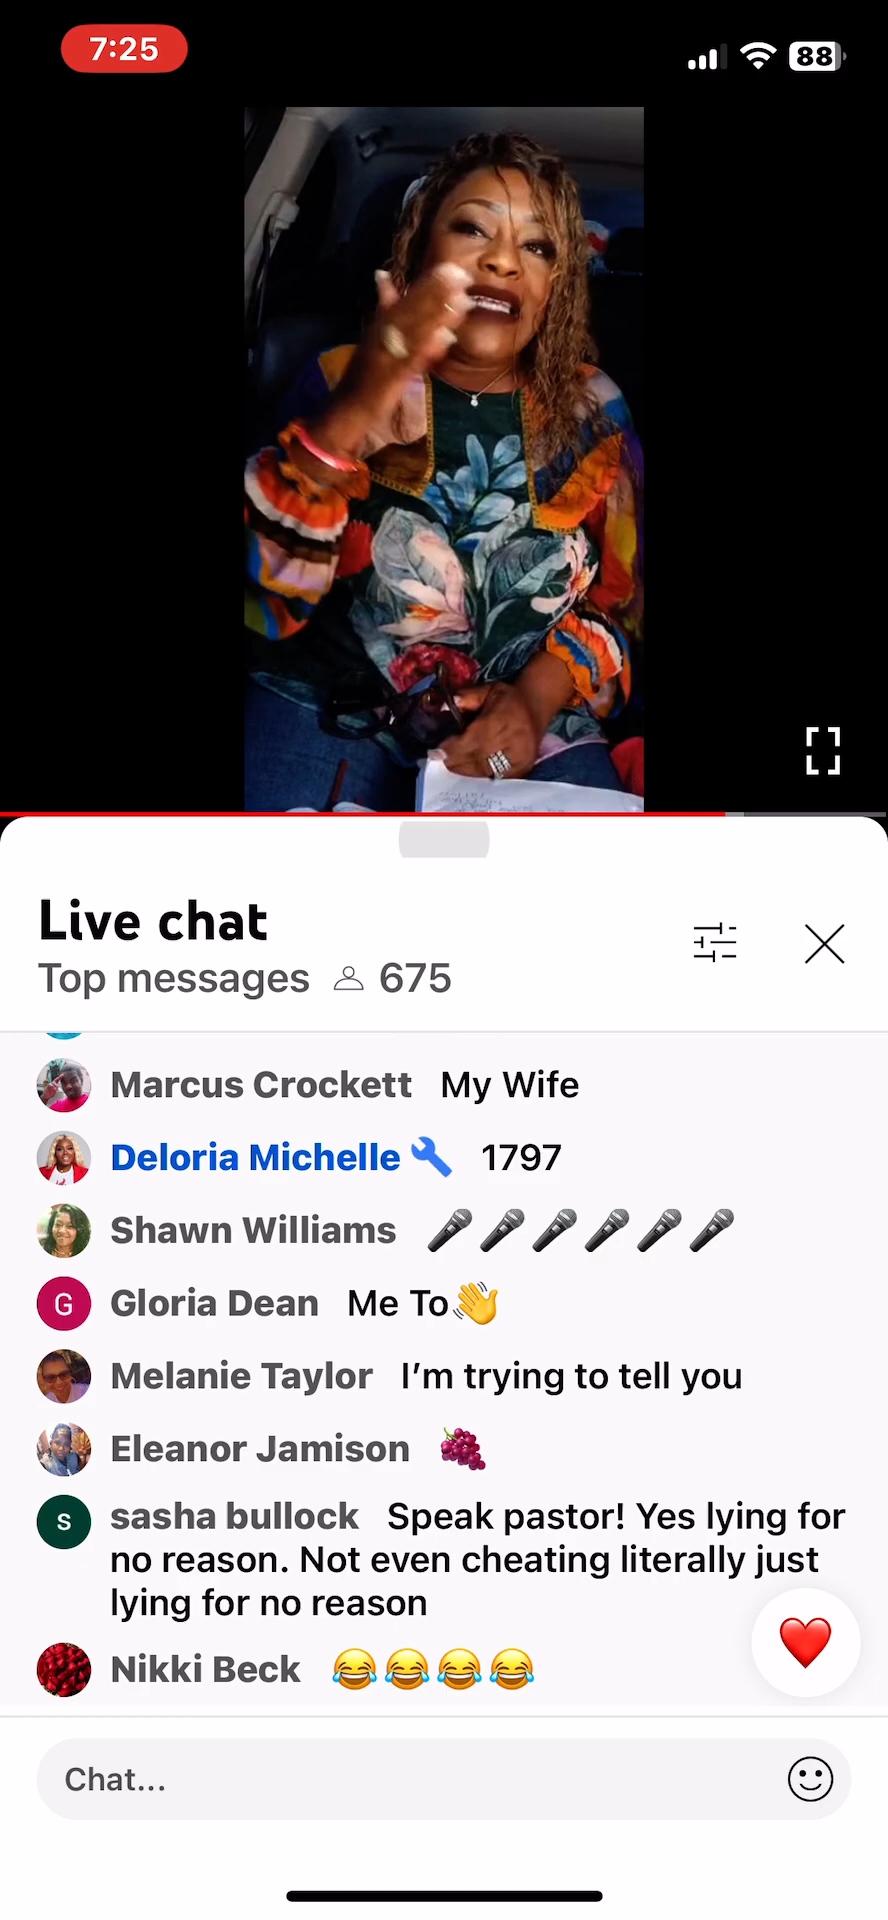 7:25
88
Live chat
Top messages 675
Marcus Crockett My Wife
Deloria Michelle 1797
Shawn Williams 🎤🎤🎤🎤🎤🎤
G Gloria Dean Me To👋
Melanie Taylor I'm trying to tell you
Eleanor Jamison 🍇
s sasha bullock Speak pastor! Yes lying for
no reason. Not even cheating literally just
lying for no reason
Nikki Beck 😂😂😂😂
Chat...